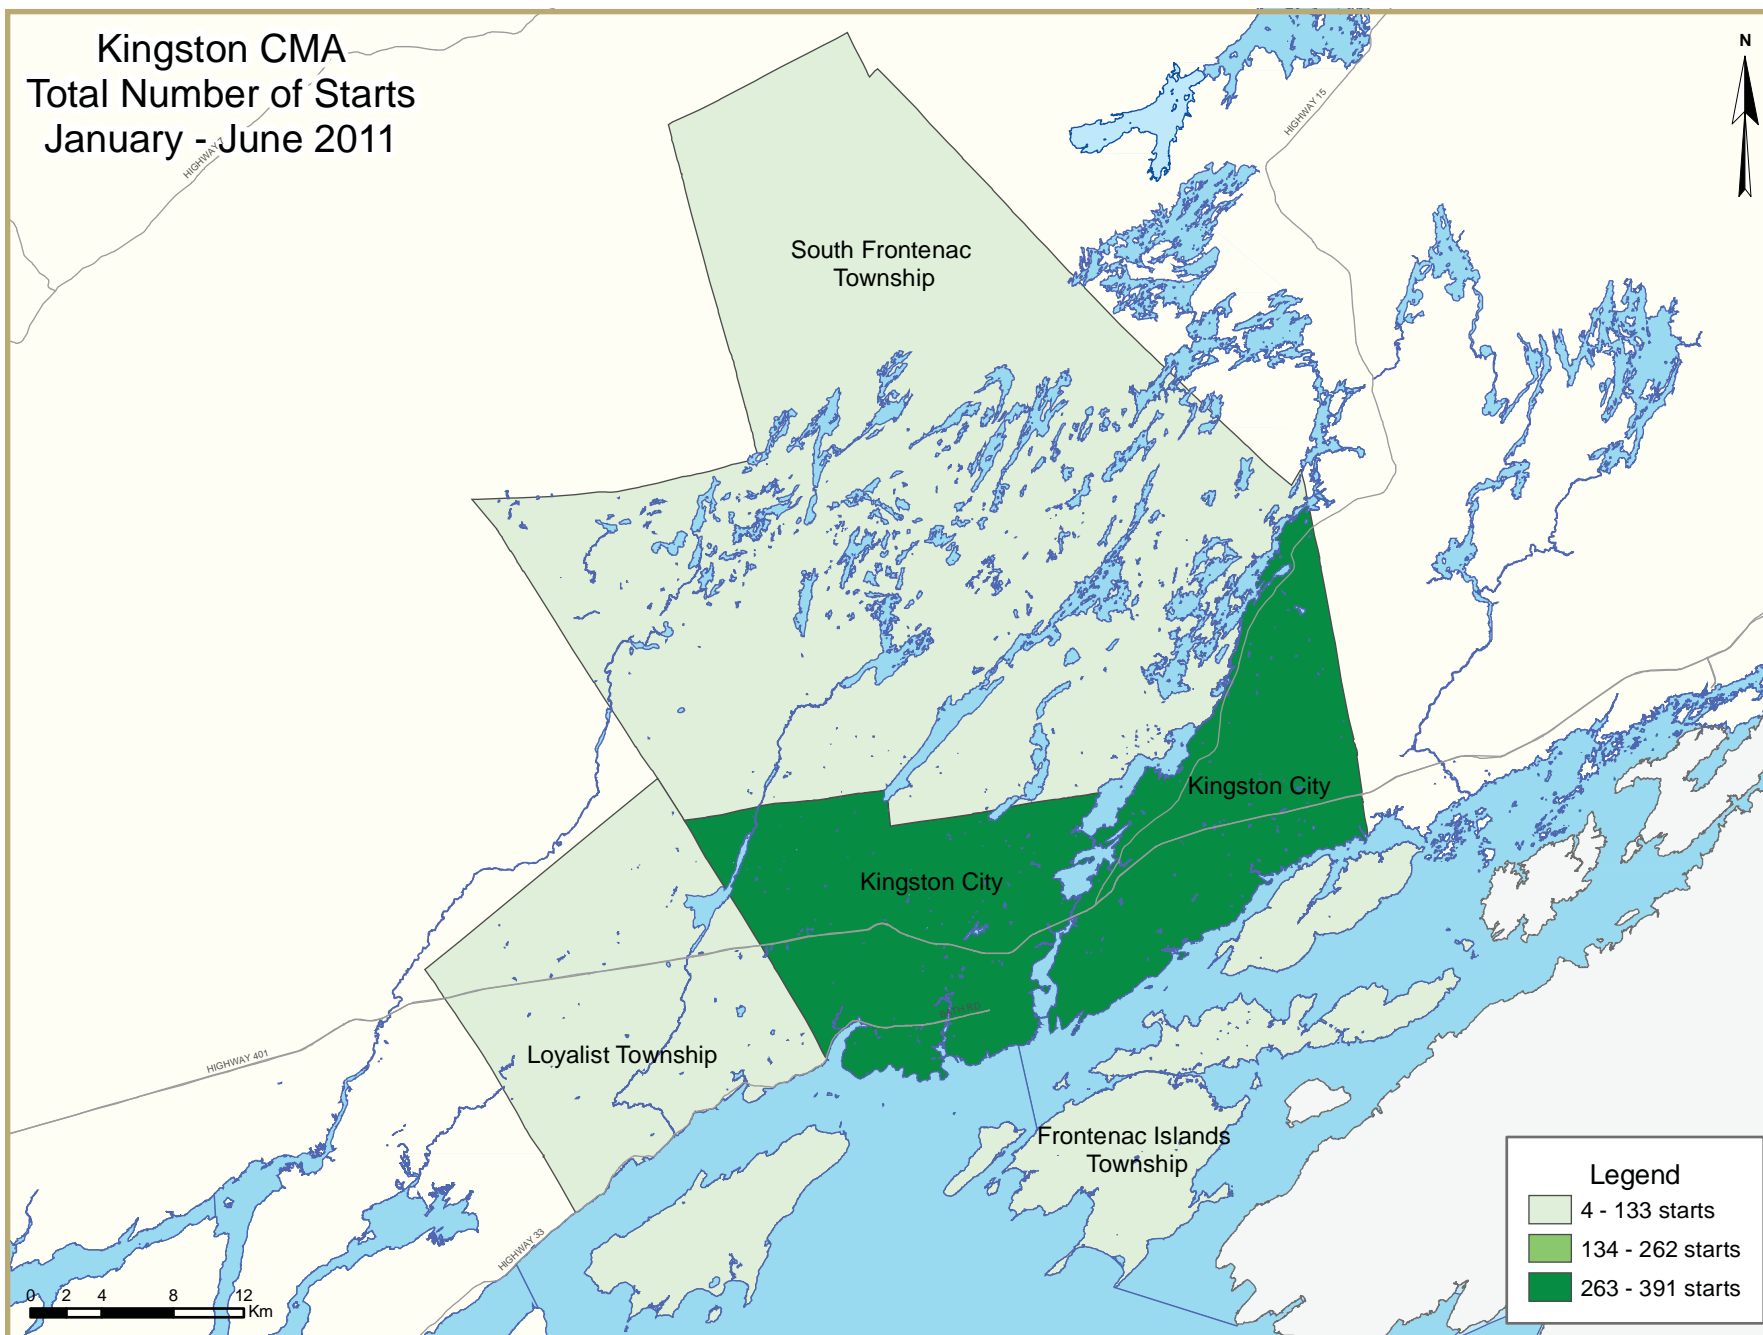 Kingston CMA
Total Number of Starts
January - June 2011
N
HIGHWAY 7
HIGHWAY 15
South Frontenac
Township
Kingston City
Kingston City
Loyalist Township
HIGHWAY 401
Frontenac Islands
Township
HIGHWAY 33
Legend
4 - 133 starts
134 - 262 starts
263 - 391 starts
0 2 4 8 12
Km